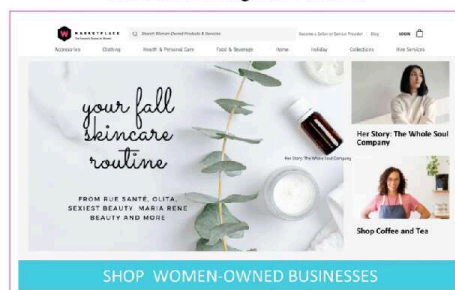 MARKETPLACE
Search Women-Owned Products & Services
Become a Seller or Service Provider | Blog
LOGIN
Accessories
Clothing
Health & Personal Care
Food & Beverage
Home
Holiday
Collections
Hire Services
your fall
skincare
routine
FROM RUE SANTÉ, OLITA,
SEXIEST BEAUTY, MARIA RENE
BEAUTY AND MORE
Her Story: The Whole Soul Company
Her Story: The Whole Soul
Company
Shop Coffee and Tea
SHOP WOMEN-OWNED BUSINESSES